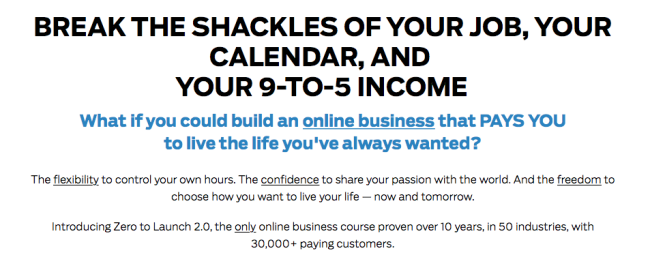 BREAK THE SHACKLES OF YOUR JOB, YOUR
CALENDAR, AND
YOUR 9-TO-5 INCOME
What if you could build an online business that PAYS YOU
to live the life you've always wanted?
The flexibility to control your own hours. The confidence to share your passion with the world. And the freedom to
choose how you want to live your life — now and tomorrow.
Introducing Zero to Launch 2.0, the only online business course proven over 10 years, in 50 industries, with
30,000+ paying customers.